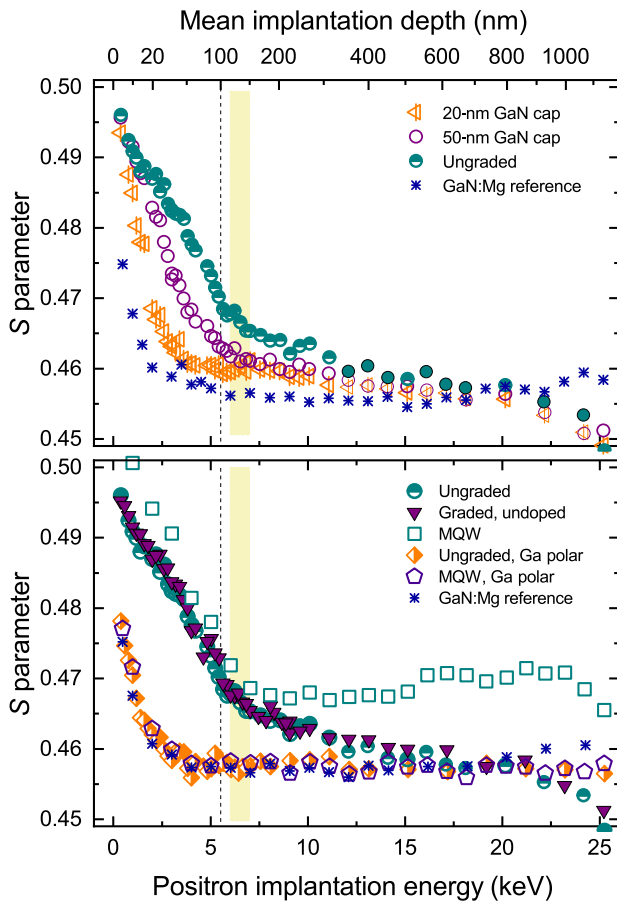 Mean implantation depth (nm)
0 20 100 200 400 600 800 1000
0.50
0.49
0.48
0.47
0.46
0.45
S parameter
20-nm GaN cap
50-nm GaN cap
Ungraded
GaN:Mg reference
0.50
0.49
0.48
0.47
0.46
0.45
S parameter
Ungraded
Graded, undoped
MQW
Ungraded, Ga polar
MQW, Ga polar
GaN:Mg reference
0 5 10 15 20 25
Positron implantation energy (keV)